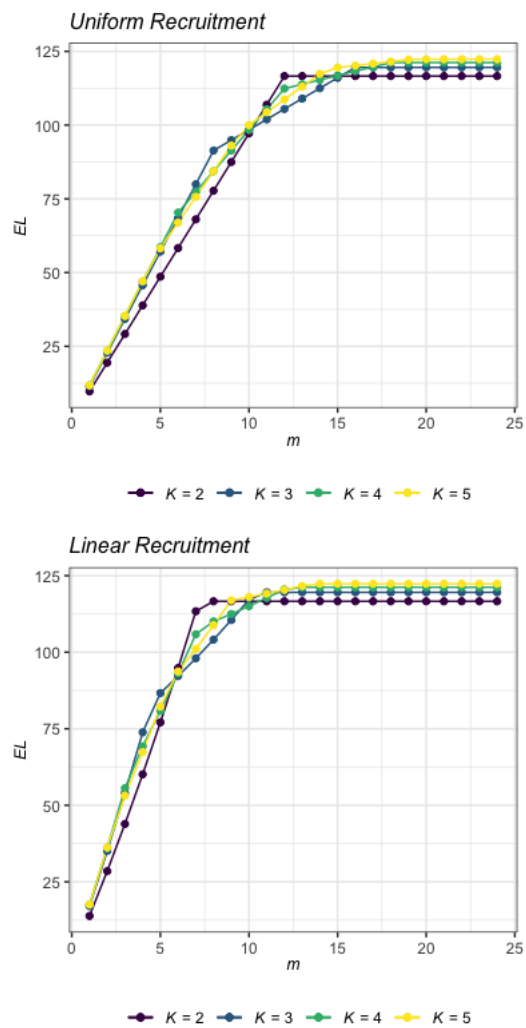 Uniform Recruitment
125
100
75
50
25
EL
0 5 10 15 20 25
m
K = 2 K = 3 K = 4 K = 5
Linear Recruitment
125
100
75
50
25
EL
0 5 10 15 20 25
m
K = 2 K = 3 K = 4 K = 5